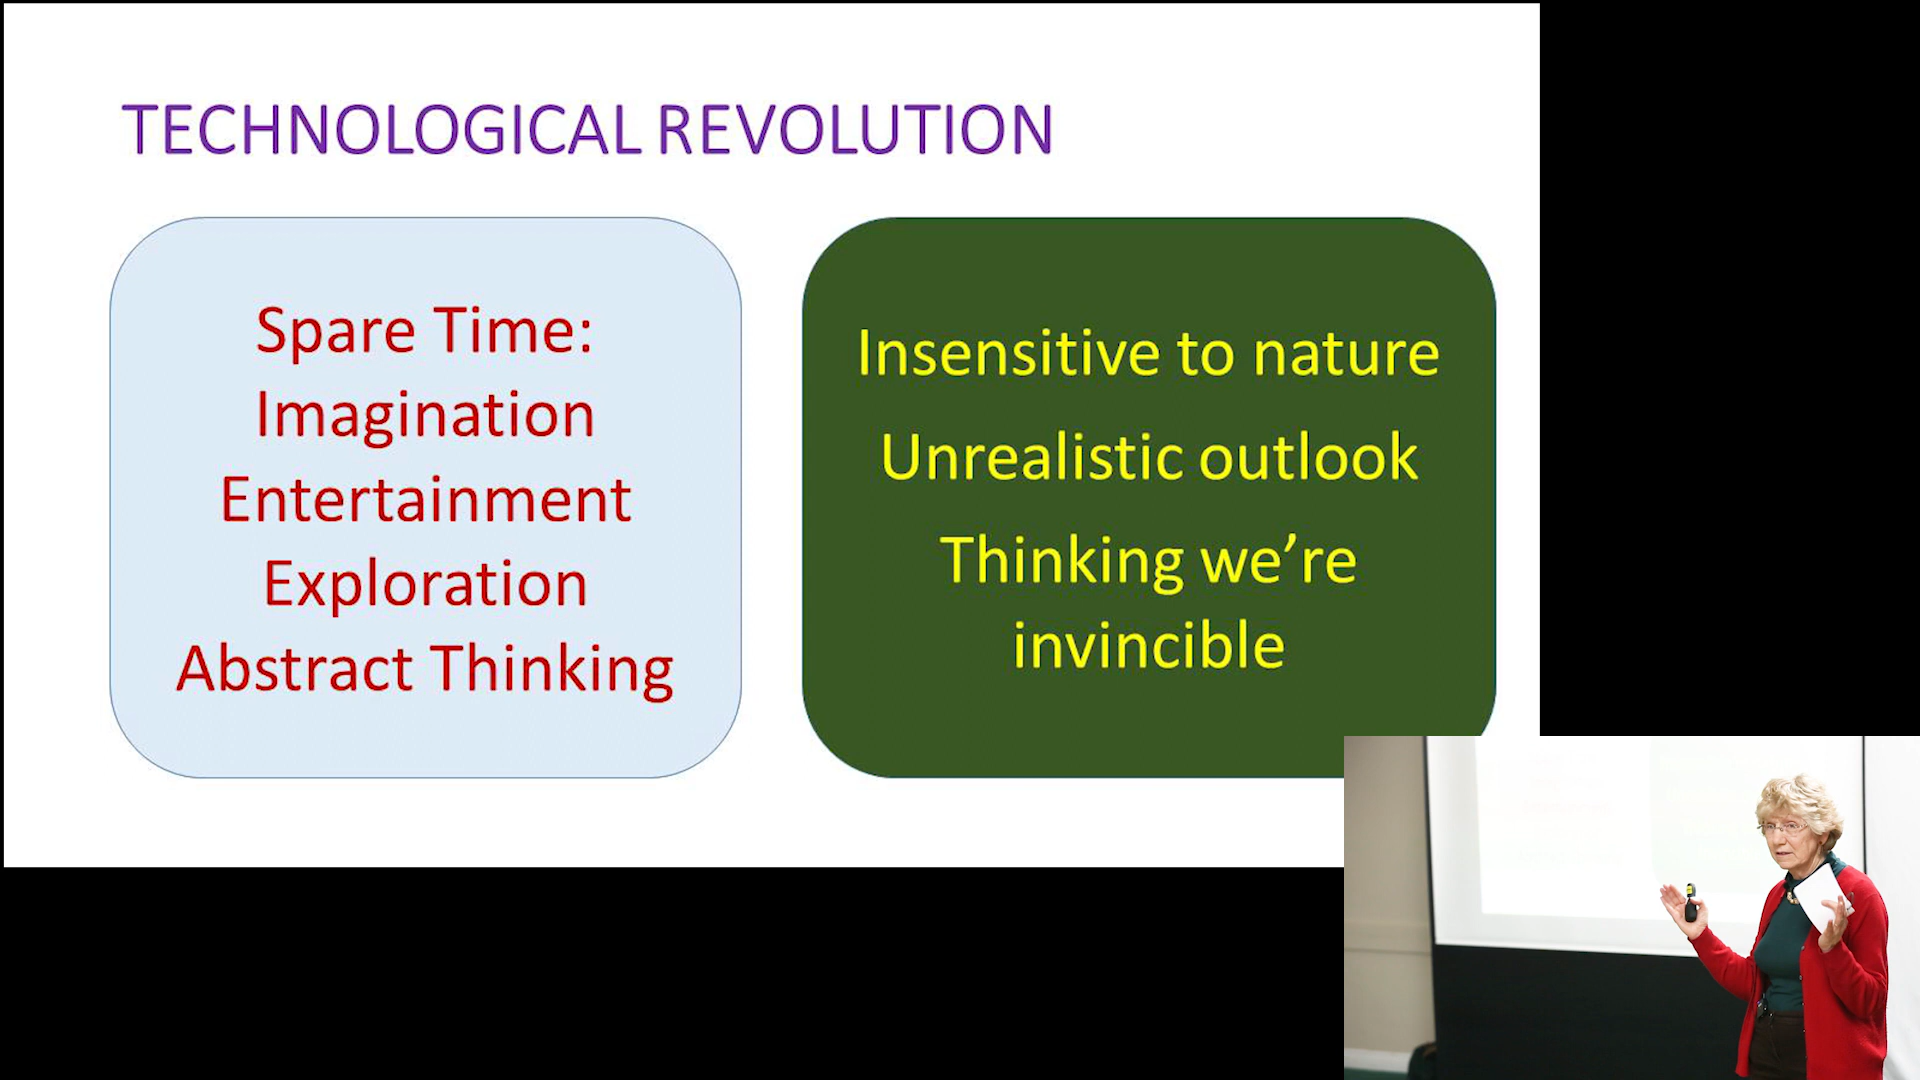 TECHNOLOGICAL REVOLUTION
Spare Time:
Imagination
Entertainment
Exploration
Abstract Thinking
Insensitive to nature
Unrealistic outlook
Thinking we’re
invincible